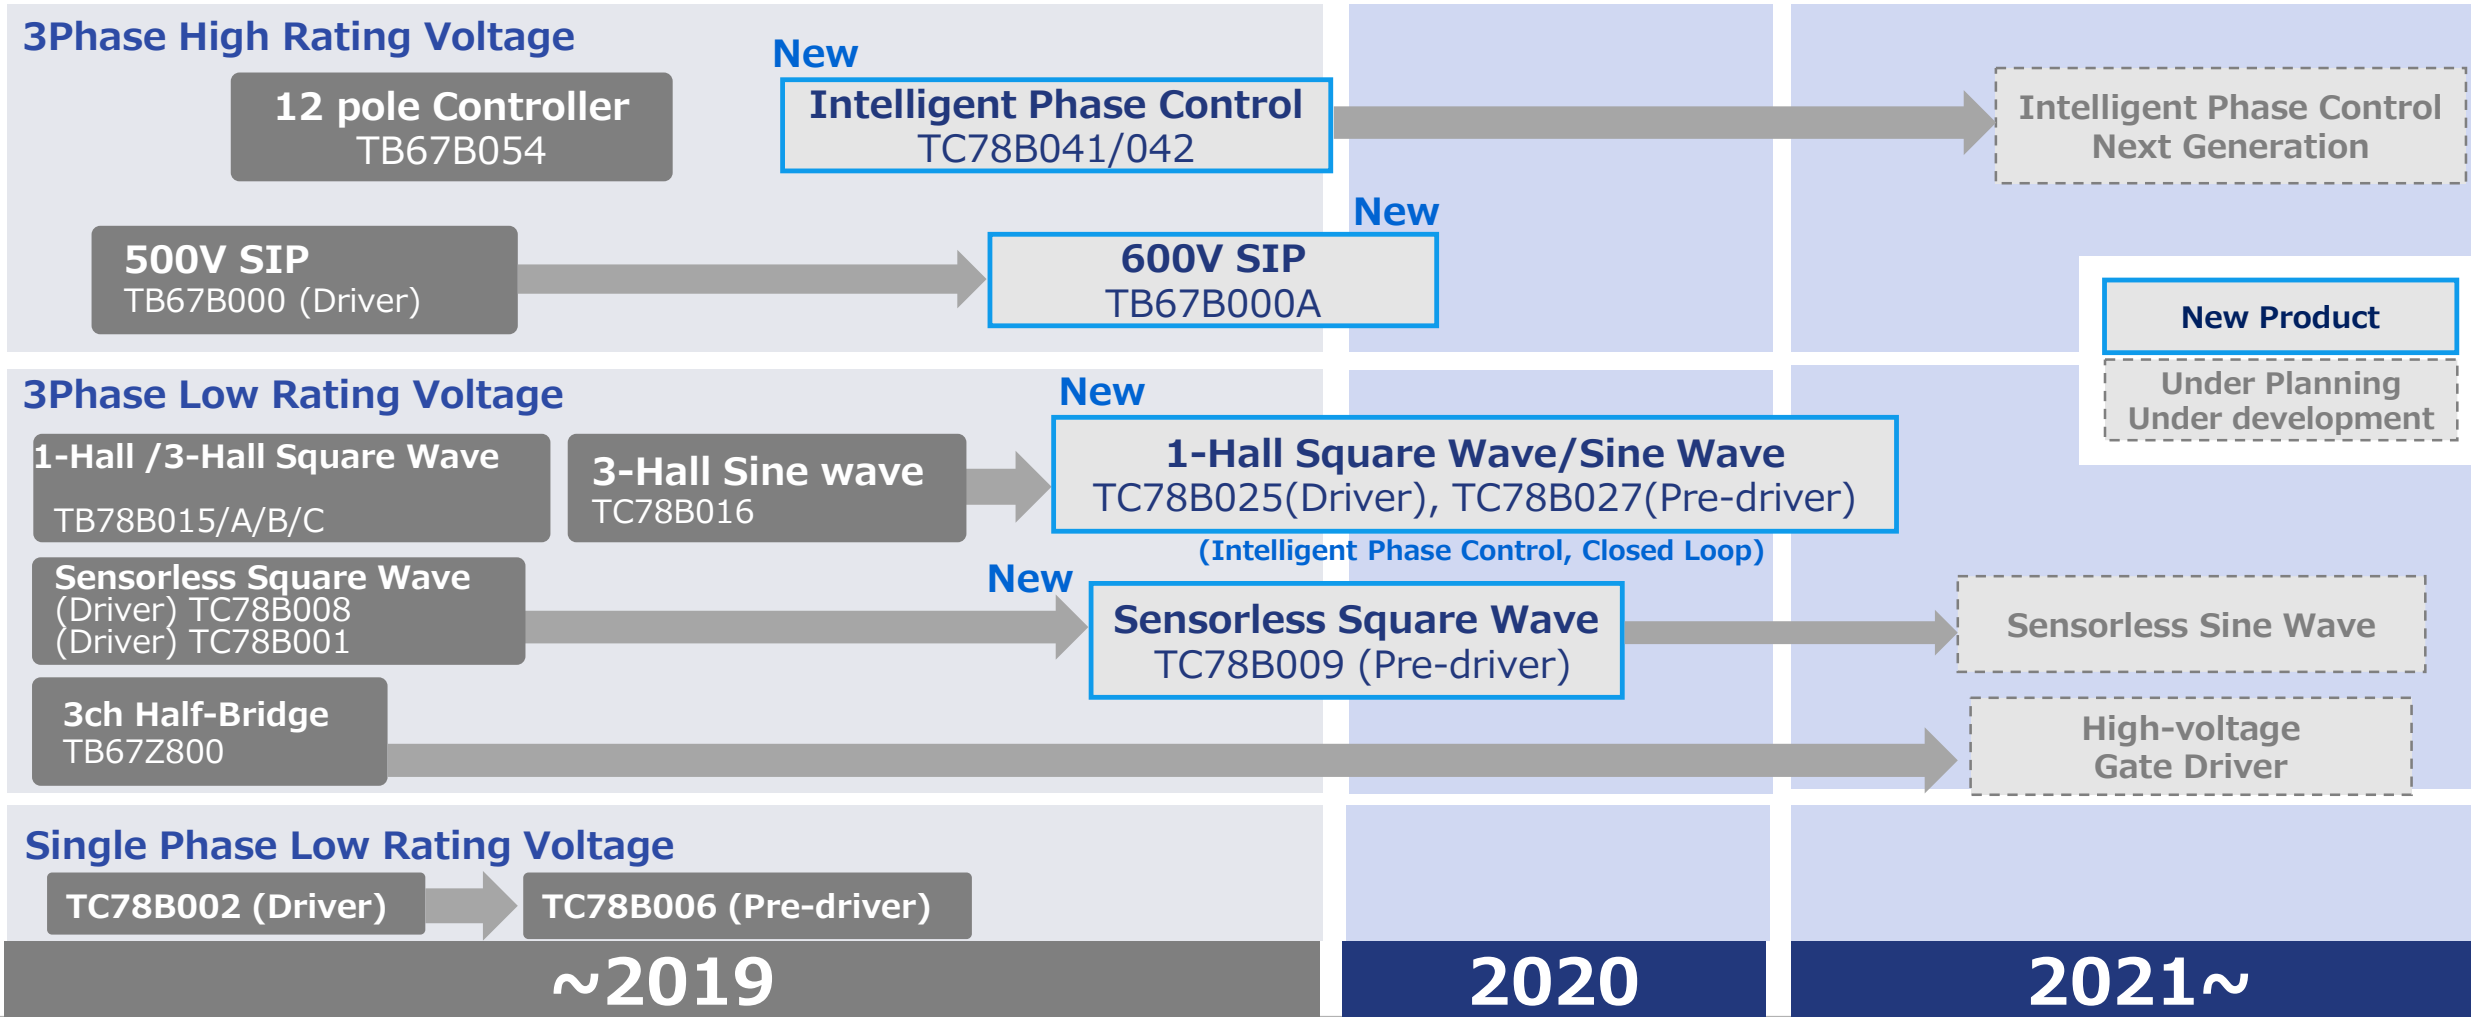 3Phase High Rating Voltage
12 pole Controller
TB67B054
New
Intelligent Phase Control
TC78B041/042
Intelligent Phase Control
Next Generation
500V SIP
TB67B000 (Driver)
New
600V SIP
TB67B000A
New Product
Under Planning
Under development
3Phase Low Rating Voltage
1-Hall /3-Hall Square Wave
TB78B015/A/B/C
3-Hall Sine wave
TC78B016
New
1-Hall Square Wave/Sine Wave
TC78B025(Driver), TC78B027(Pre-driver)
(Intelligent Phase Control, Closed Loop)
Sensorless Square Wave
(Driver) TC78B008
(Driver) TC78B001
New
Sensorless Square Wave
TC78B009 (Pre-driver)
Sensorless Sine Wave
3ch Half-Bridge
TB67Z800
High-voltage
Gate Driver
Single Phase Low Rating Voltage
TC78B002 (Driver)
TC78B006 (Pre-driver)
~2019
2020
2021~